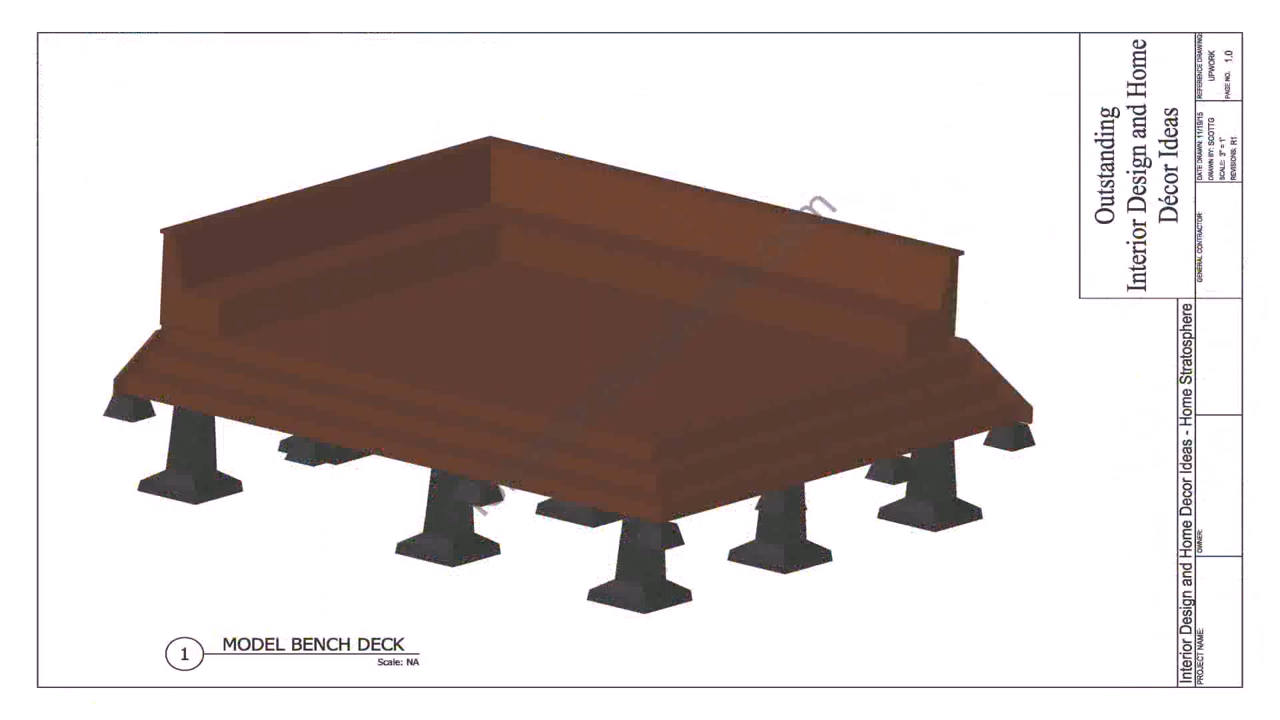 Outstanding
Interior Design and Home
Décor Ideas
REFERENCE DRAWING:
UPWORK
PAGE NO. 1.0
DATE DRAWN: 11/19/15
DRAWN BY: SCOTTG
SCALE: 3" = 1'
REVISIONS: R1
GENERAL CONTRACTOR:
Interior Design and Home Decor Ideas - Home Stratosphere
OWNER:
PROJECT NAME:
1
MODEL BENCH DECK
Scale: NA